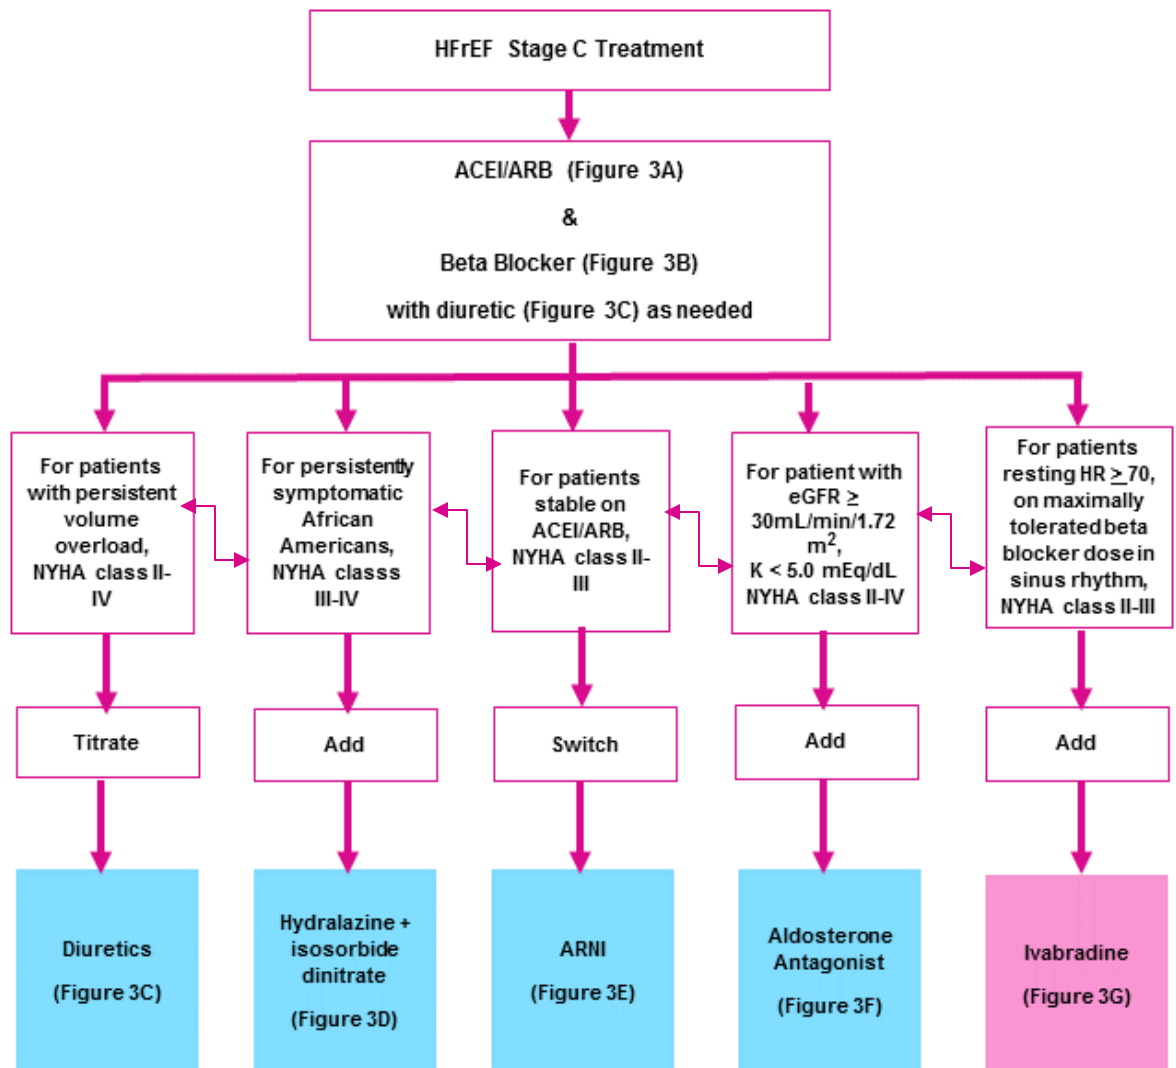 HFrEF Stage C Treatment
ACEI/ARB (Figure 3A)
&
Beta Blocker (Figure 3B)
with diuretic (Figure 3C) as needed
For patients
with persistent
volume
overload,
NYHA class II-
IV
For persistently
symptomatic
African
Americans,
NYHA classs
III-IV
For patients
stable on
ACEI/ARB,
NYHA class II-
III
For patient with
eGFR ≥
30mL/min/1.72
m²,
K < 5.0 mEq/dL
NYHA class II-IV
For patients
resting HR ≥ 70,
on maximally
tolerated beta
blocker dose in
sinus rhythm,
NYHA class II-III
Titrate
Add
Switch
Add
Add
Diuretics
(Figure 3C)
Hydralazine +
isosorbide
dinitrate
(Figure 3D)
ARNI
(Figure 3E)
Aldosterone
Antagonist
(Figure 3F)
Ivabradine
(Figure 3G)